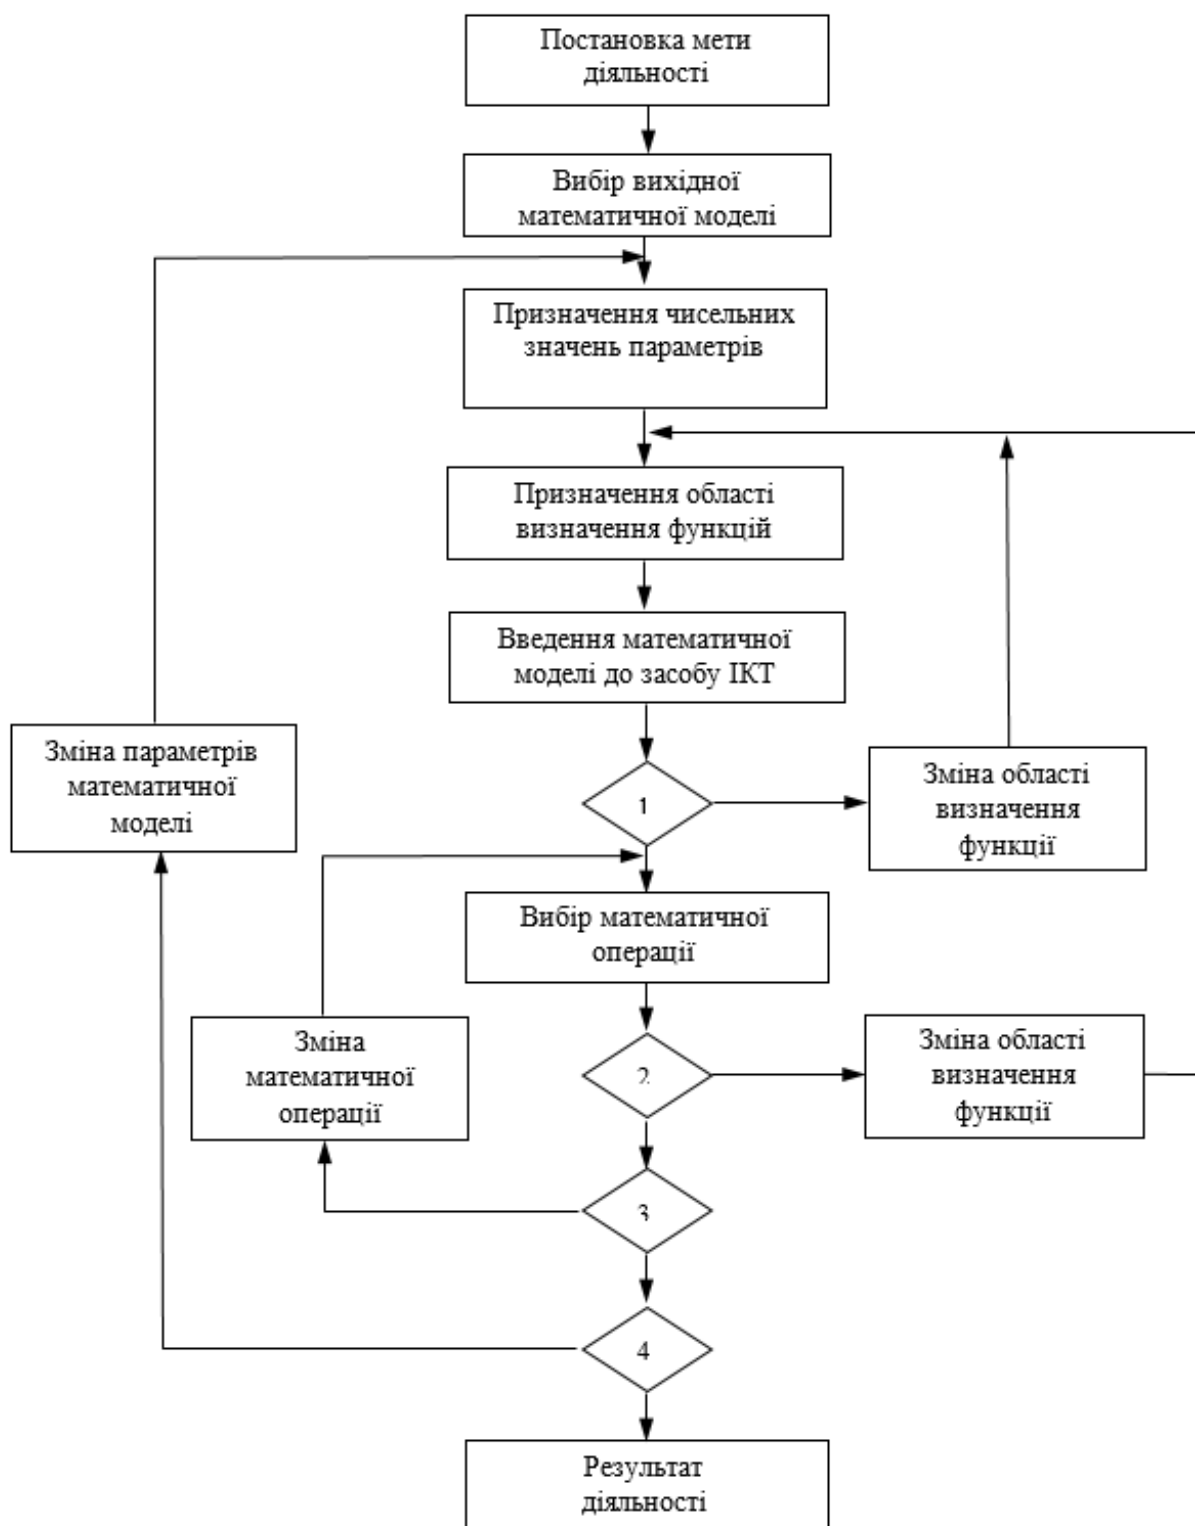 Постановка мети
діяльності
Вибір вихідної
математичної моделі
Призначення чисельних
значень параметрів
Призначення області
визначення функцій
Введення математичної
моделі до засобу ІКТ
Зміна параметрів
математичної
моделі
1
Зміна області
визначення
функції
Вибір математичної
операції
Зміна
математичної
операції
2
Зміна області
визначення
функції
3
4
Результат
діяльності